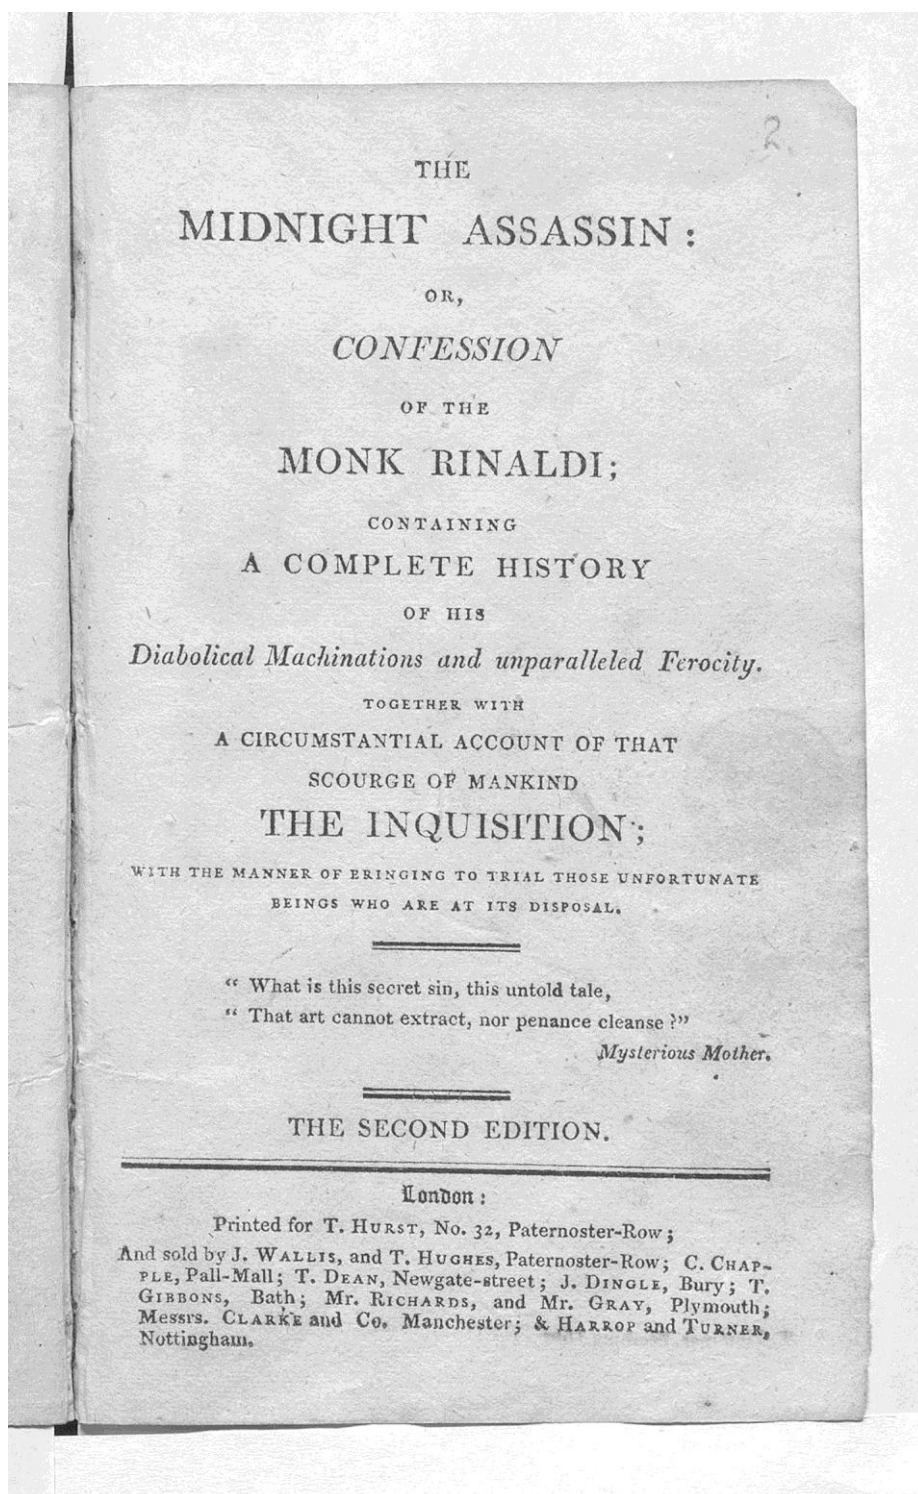 2
THE
MIDNIGHT ASSASSIN:
OR,
CONFESSION
OF THE
MONK RINALDI;
CONTAINING
A COMPLETE HISTORY
OF HIS
Diabolical Machinations and unparalleled Ferocity.
TOGETHER WITH
A CIRCUMSTANTIAL ACCOUNT OF THAT
SCOURGE OF MANKIND
THE INQUISITION;
WITH THE MANNER OF BRINGING TO TRIAL THOSE UNFORTUNATE
BEINGS WHO ARE AT ITS DISPOSAL.
“ What is this secret sin, this untold tale,
“ That art cannot extract, nor penance cleanse ?”
Mysterious Mother.
THE SECOND EDITION.
London:
Printed for T. HURST, No. 32, Paternoster-Row;
And sold by J. WALLIS, and T. HUGHES, Paternoster-Row; C. CHAP-
PLE, Pall-Mall; T. DEAN, Newgate-street; J. DINGLE, Bury; T.
GIBBONS, Bath; Mr. RICHARDS, and Mr. GRAY, Plymouth;
Messrs. CLARKE and Co. Manchester; & HARROP and TURNER,
Nottingham.